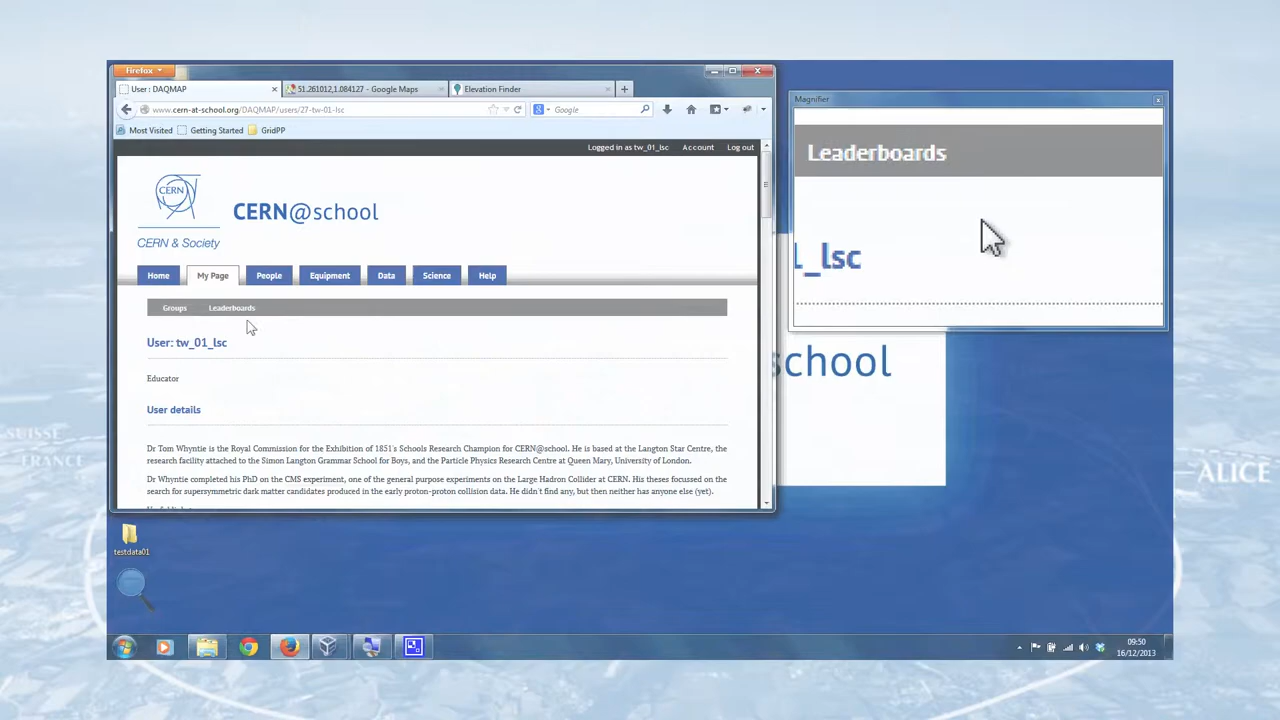 Firefox
User : DAQMAP
51.261012,1.084127 - Google Maps
Elevation Finder
www.cern-at-school.org/DAQMAP/users/27-tw-01-lsc
Google
Most Visited
Getting Started
GridPP
Logged in as tw_01_lsc
Account
Log out
CERN
CERN & Society
CERN@school
Home
My Page
People
Equipment
Data
Science
Help
Groups
Leaderboards
User: tw_01_lsc
Educator
User details
Dr Tom Whyntie is the Royal Commission for the Exhibition of 1851's Schools Research Champion for CERN@school. He is based at the Langton Star Centre, the
research facility attached to the Simon Langton Grammar School for Boys, and the Particle Physics Research Centre at Queen Mary, University of London.
Dr Whyntie completed his PhD on the CMS experiment, one of the general purpose experiments on the Large Hadron Collider at CERN. His theses focussed on the
search for supersymmetric dark matter candidates produced in the early proton-proton collision data. He didn't find any, but then neither has anyone else (yet).
Magnifier
Leaderboards
_lsc
school
SUISSE
FRANCE
ALICE
testdata01
09:50
16/12/2013